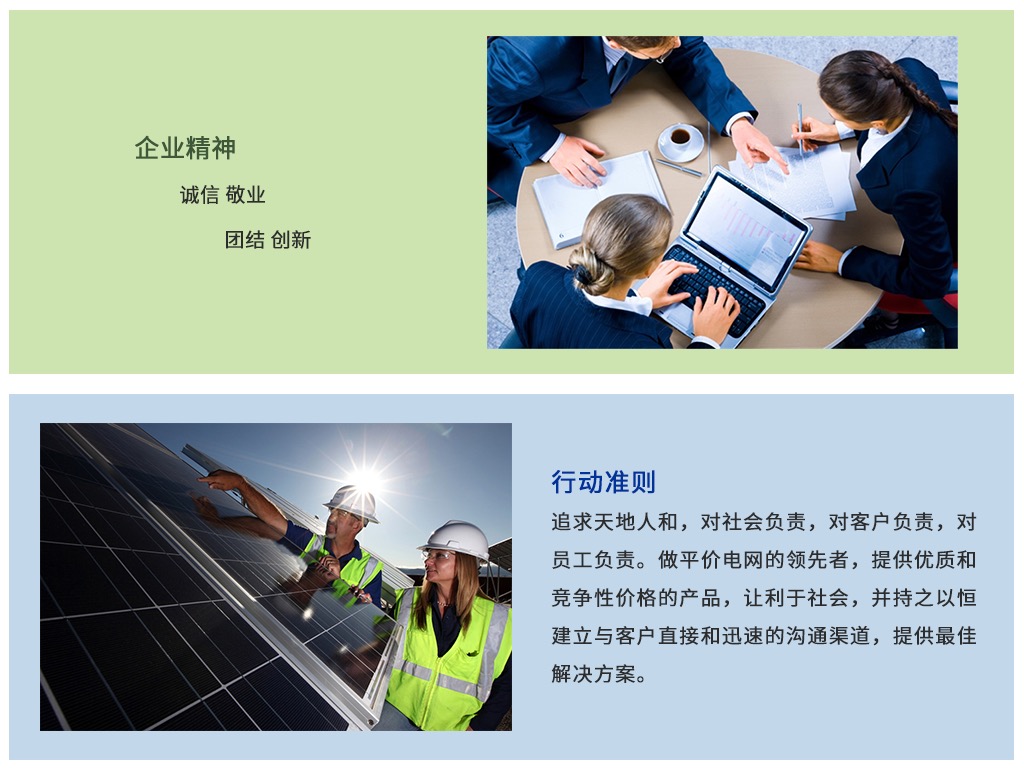 企业精神
诚信 敬业
团结 创新
行动准则
追求天地人和，对社会负责，对客户负责，对
员工负责。做平价电网的领先者，提供优质和
竞争性价格的产品，让利于社会，并持之以恒
建立与客户直接和迅速的沟通渠道，提供最佳
解决方案。